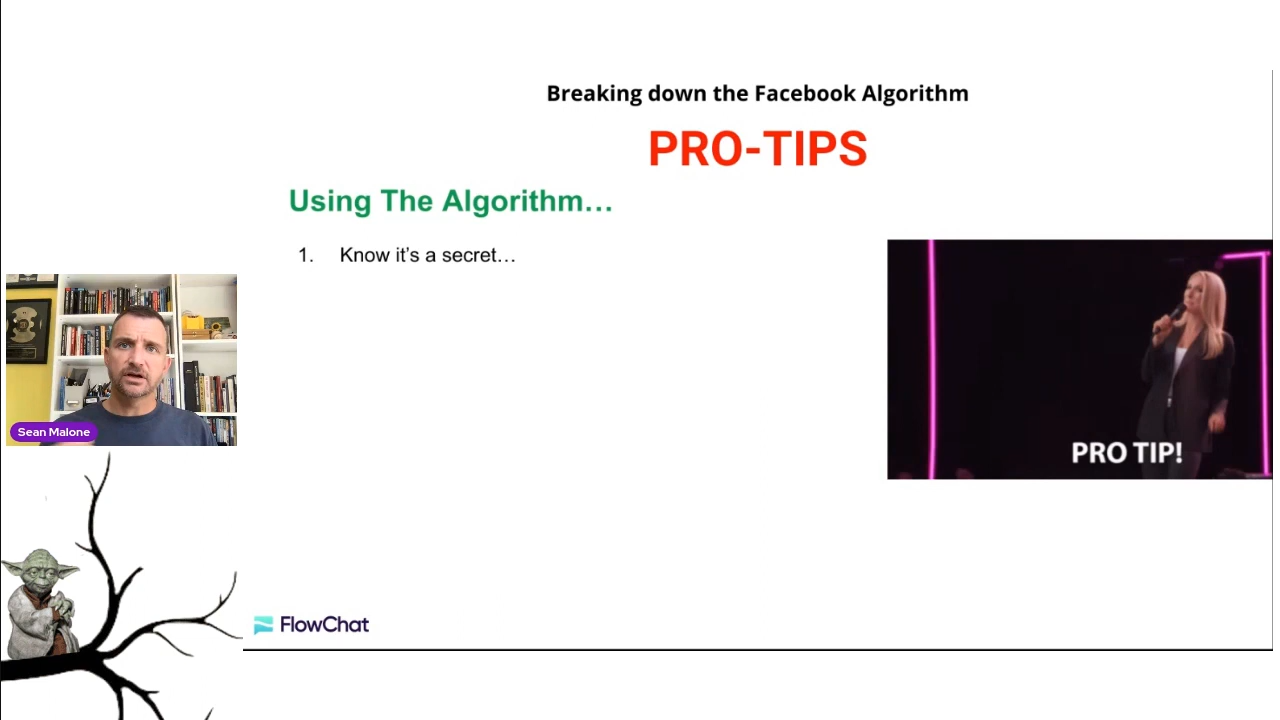 Breaking down the Facebook Algorithm
PRO-TIPS
Using The Algorithm…
1. Know it's a secret…
Sean Malone
PRO TIP!
FlowChat